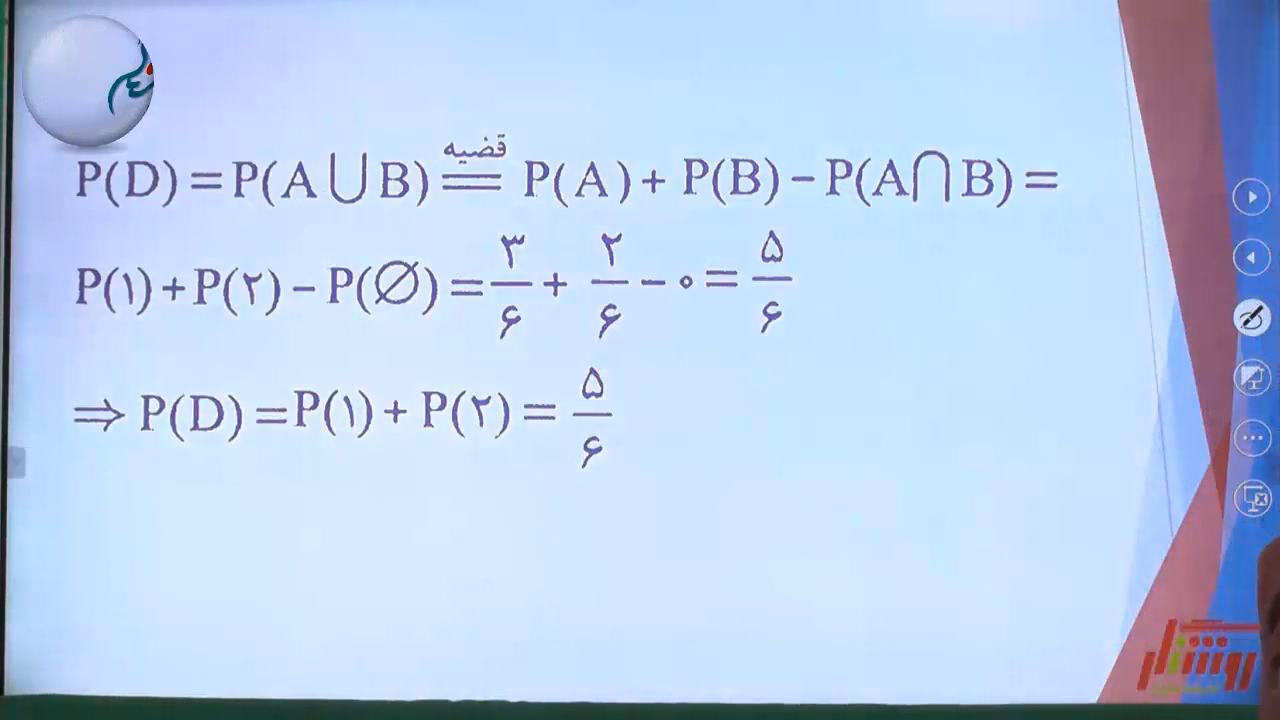 P(D) = P(A ⋃ B) =قضیه= P(A) + P(B) − P(A ⋂ B) =
P(۱) + P(۲) − P(∅) = ۳/۶ + ۲/۶ − ۰ = ۵/۶
⇒ P(D) = P(۱) + P(۲) = ۵/۶